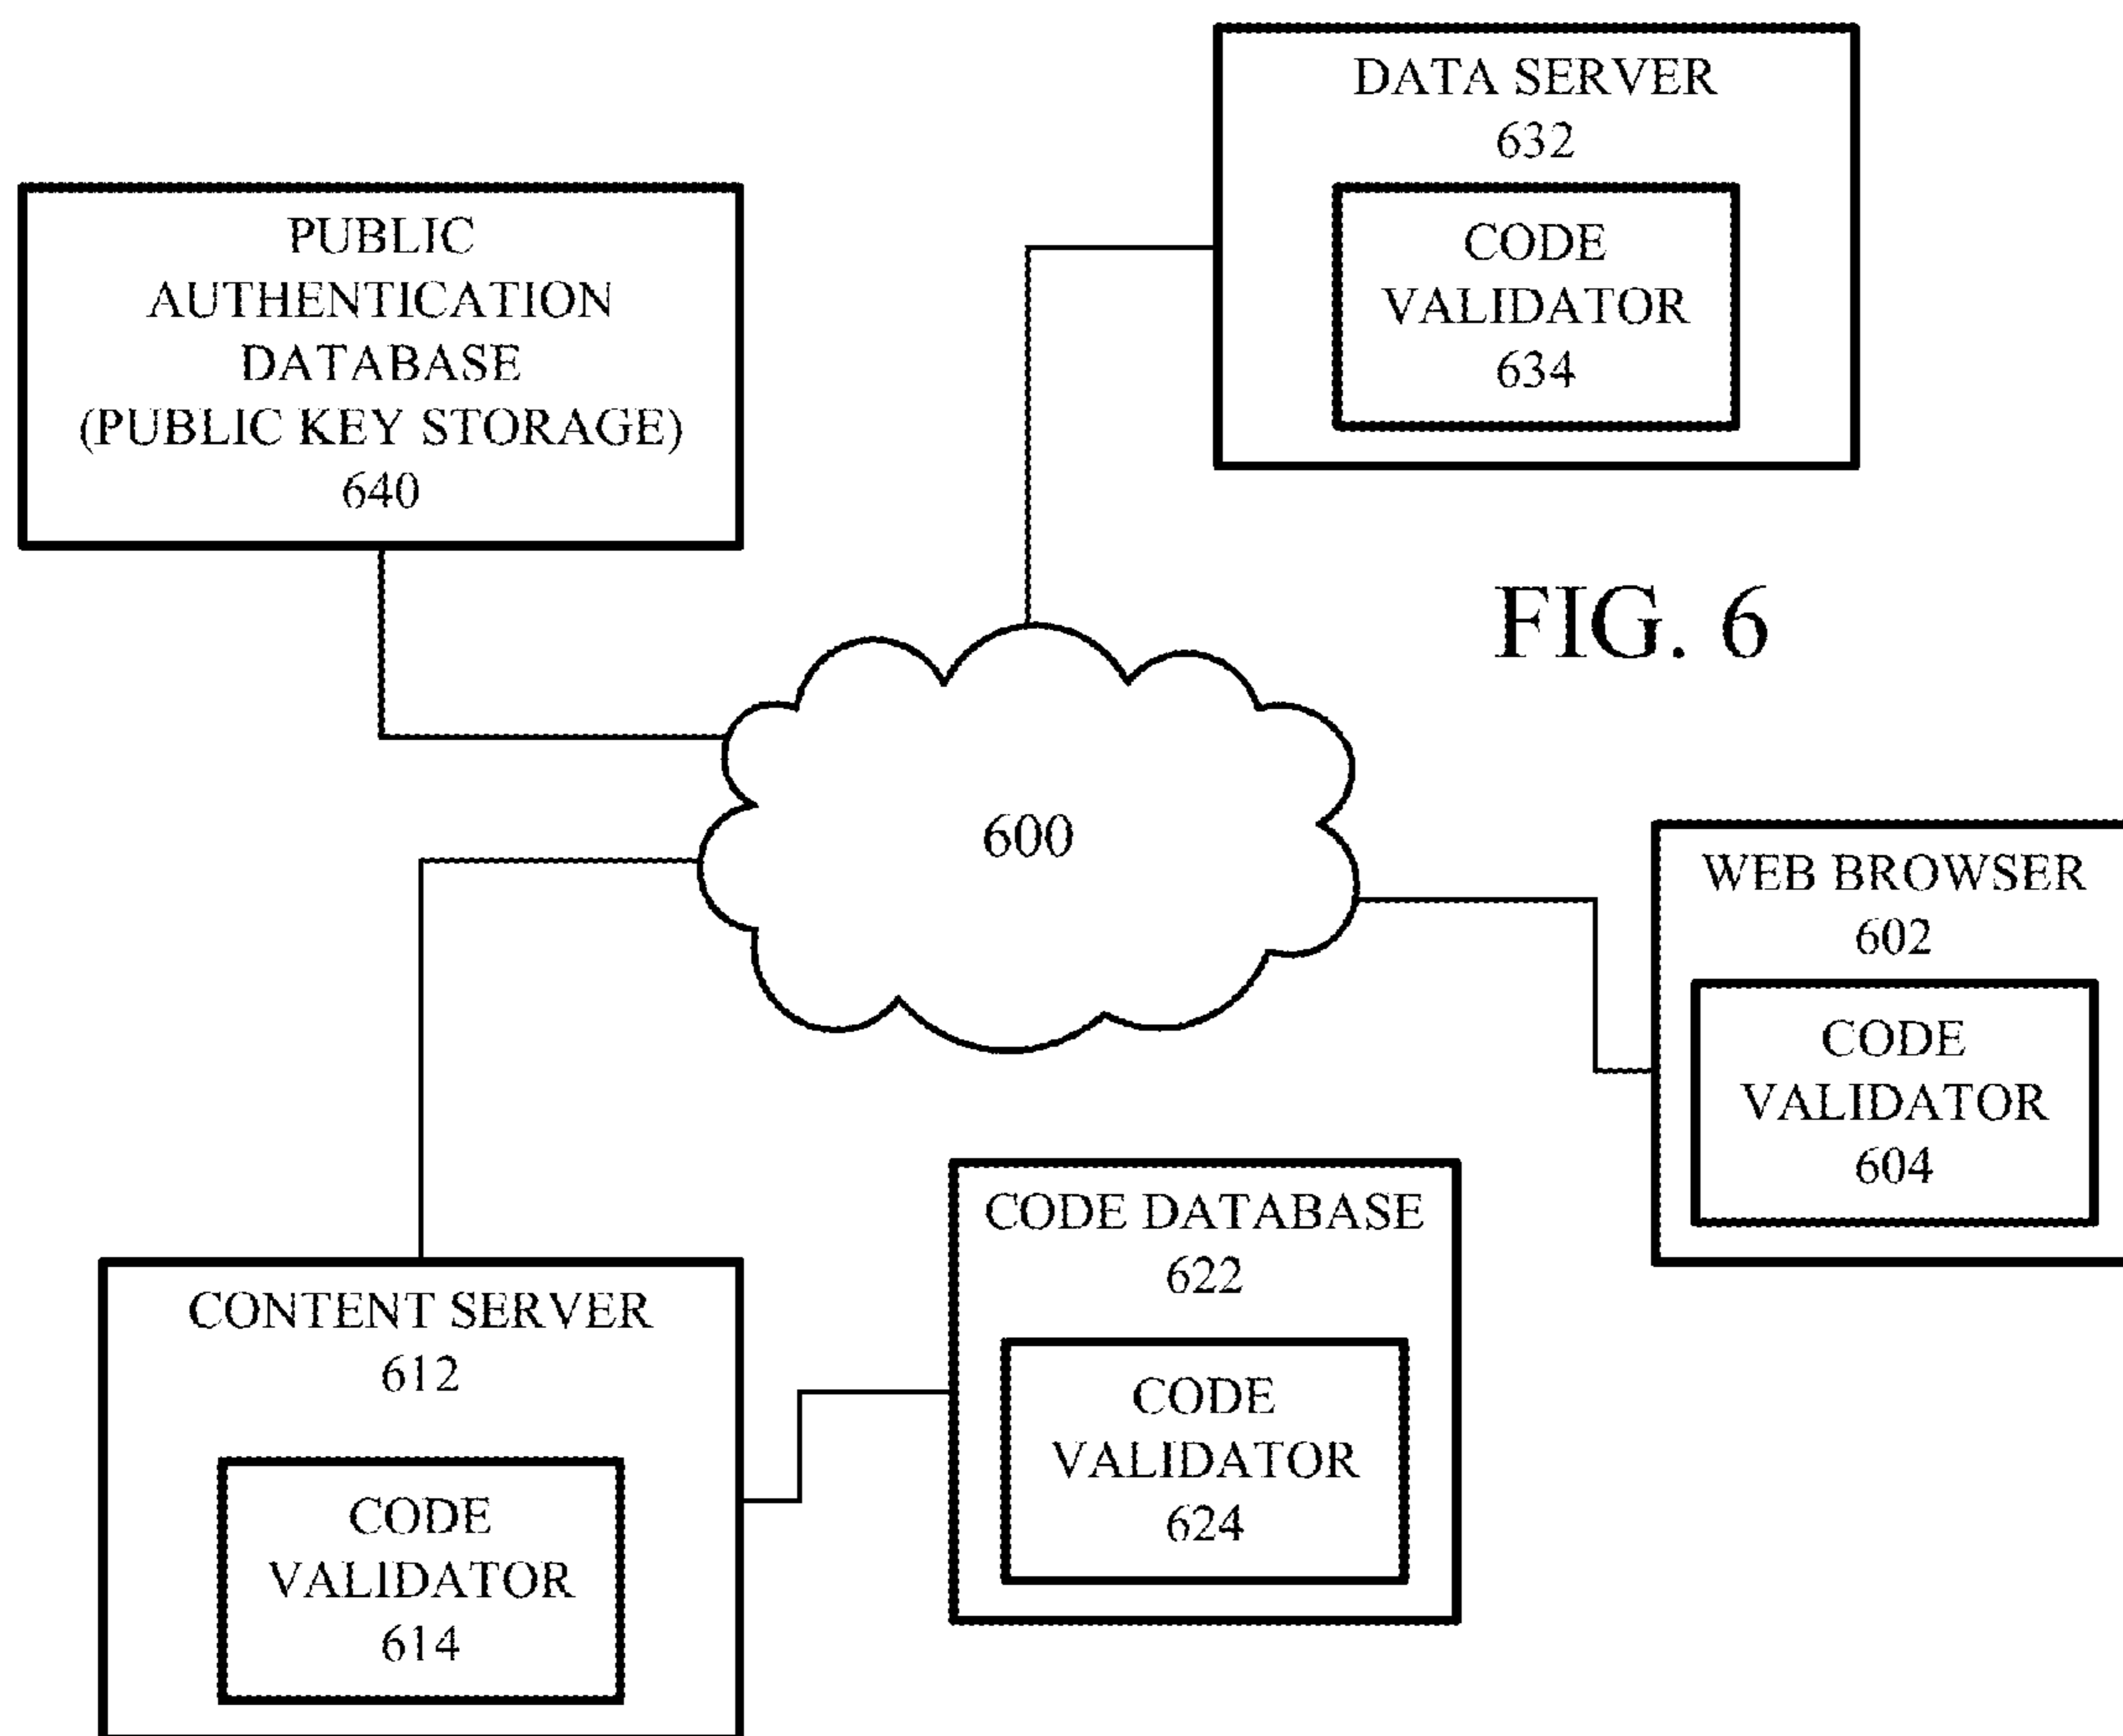 DATA SERVER
632
CODE
VALIDATOR
634
PUBLIC
AUTHENTICATION
DATABASE
(PUBLIC KEY STORAGE)
640
FIG. 6
600
WEB BROWSER
602
CODE
VALIDATOR
604
CODE DATABASE
622
CODE
VALIDATOR
624
CONTENT SERVER
612
CODE
VALIDATOR
614